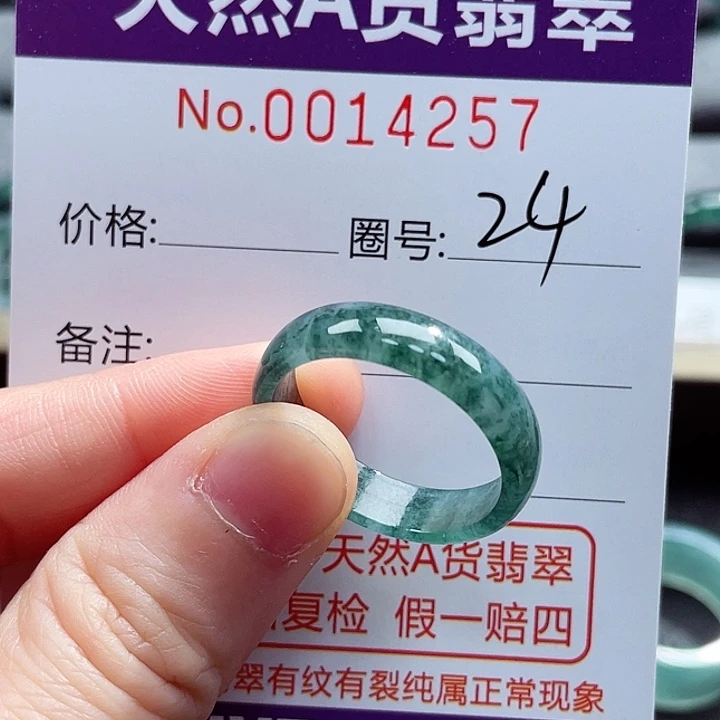 天然A货翡翠
No.0014257
价格: 圈号: 24
备注:
天然A货翡翠
复检 假一赔四
翠有纹有裂纯属正常现象